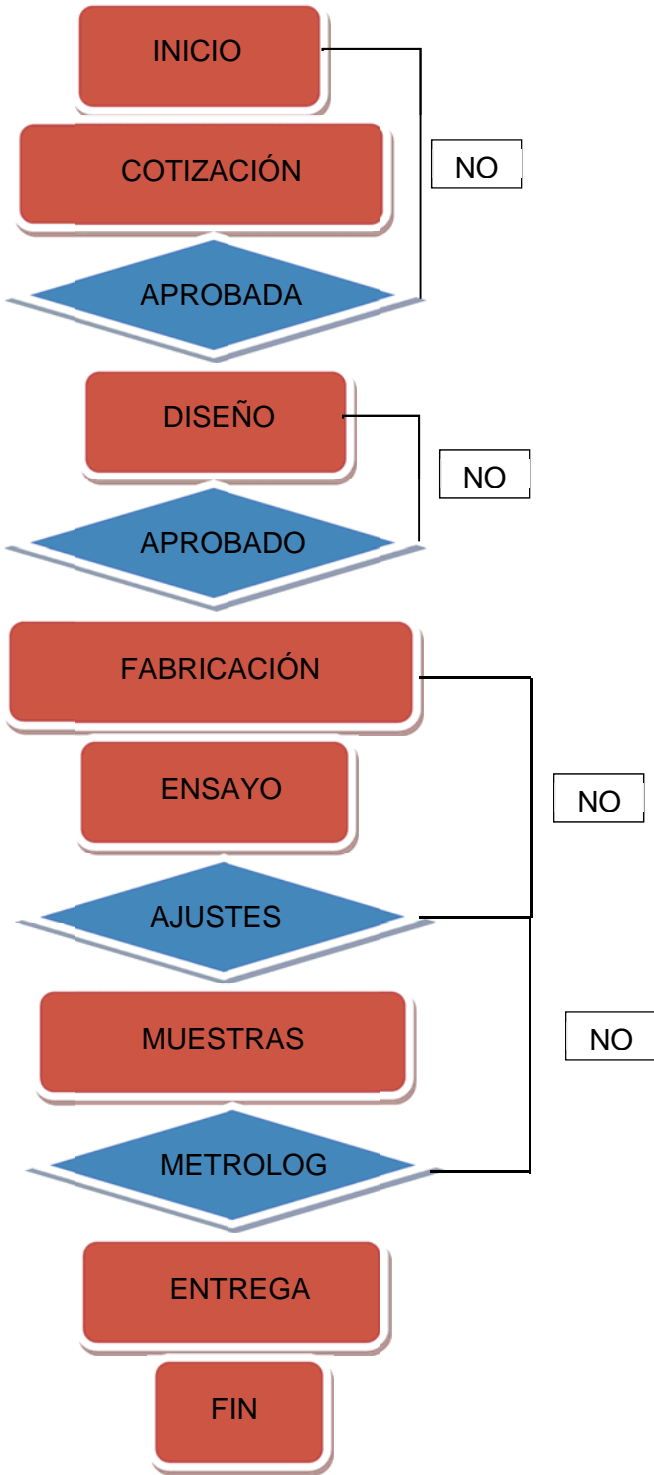 INICIO
COTIZACIÓN
NO
APROBADA
DISEÑO
NO
APROBADO
FABRICACIÓN
ENSAYO
NO
AJUSTES
MUESTRAS
NO
METROLOG
ENTREGA
FIN